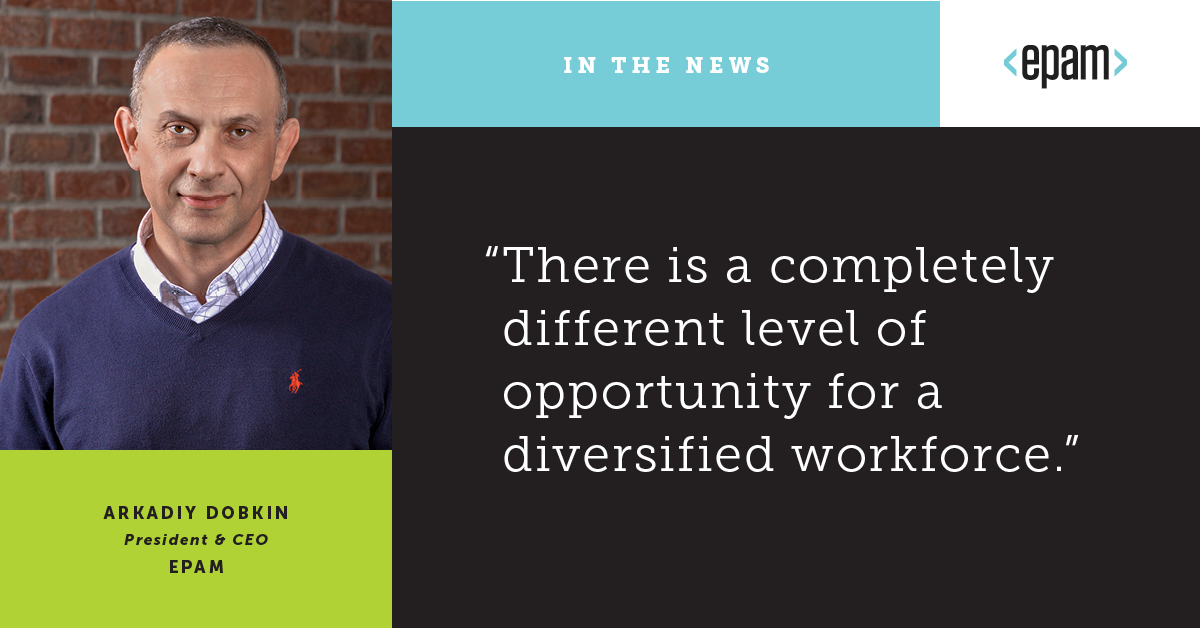 IN THE NEWS
<epam>
“There is a completely
different level of
opportunity for a
diversified workforce.”
ARKADIY DOBKIN
President & CEO
EPAM